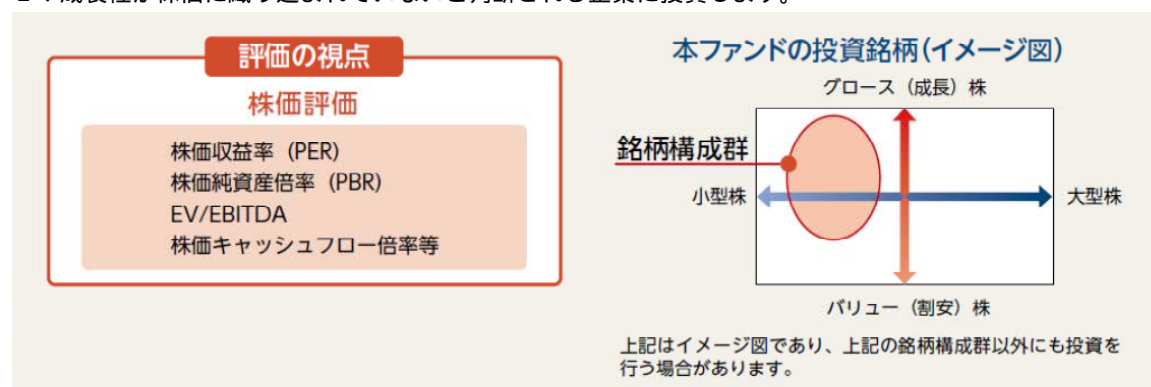 評価の視点
株価評価
株価収益率（PER）
株価純資産倍率（PBR）
EV/EBITDA
株価キャッシュフロー倍率等
本ファンドの投資銘柄（イメージ図）
グロース（成長）株
銘柄構成群
小型株
大型株
バリュー（割安）株
上記はイメージ図であり、上記の銘柄構成群以外にも投資を
行う場合があります。